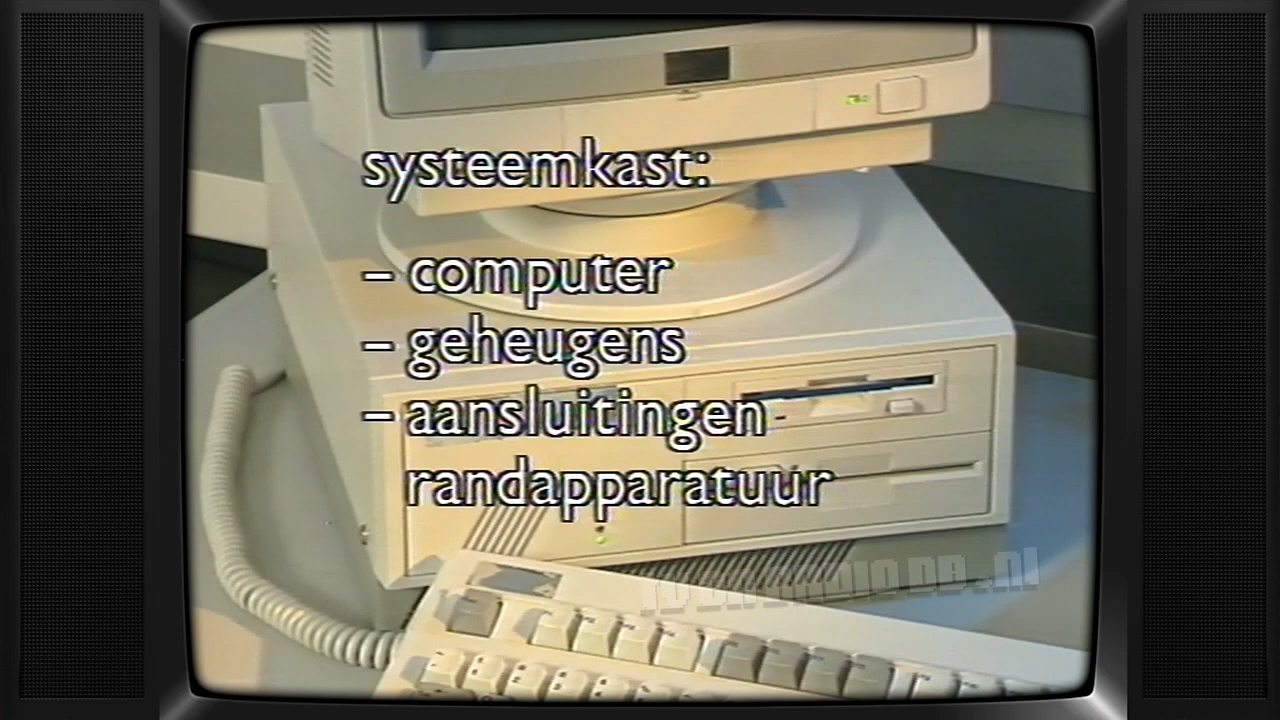 systeemkast:
– computer
– geheugens
– aansluitingen
randapparatuur